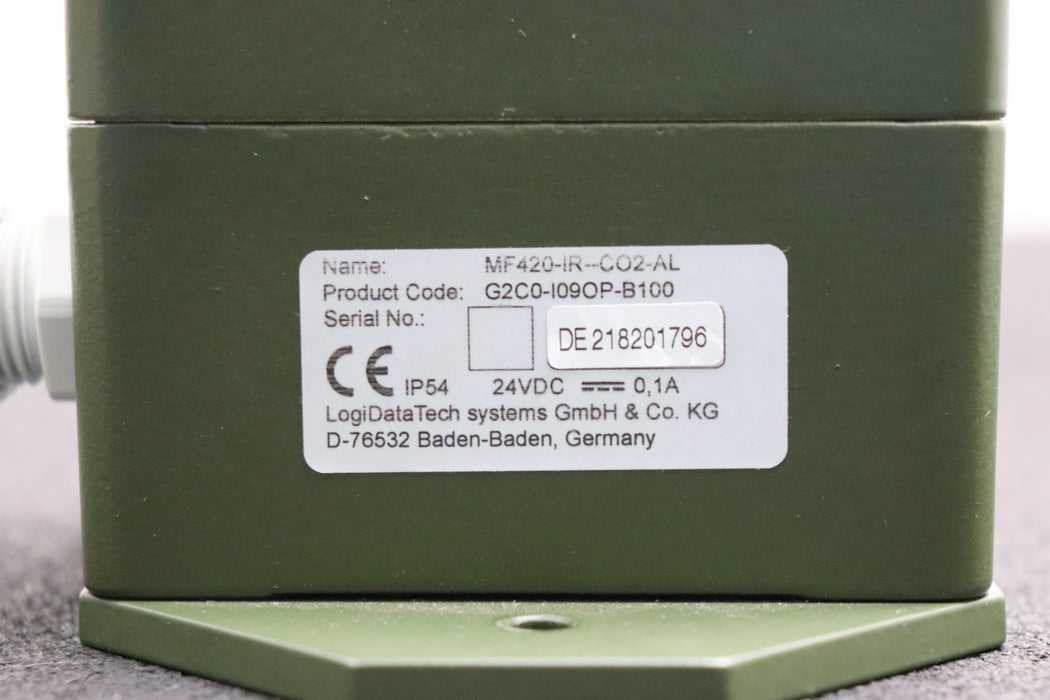 Name: MF420-IR--CO2-AL
Product Code: G2C0-I09OP-B100
Serial No.: DE 218201796
CE IP54 24VDC 0,1A
LogiDataTech systems GmbH & Co. KG
D-76532 Baden-Baden, Germany